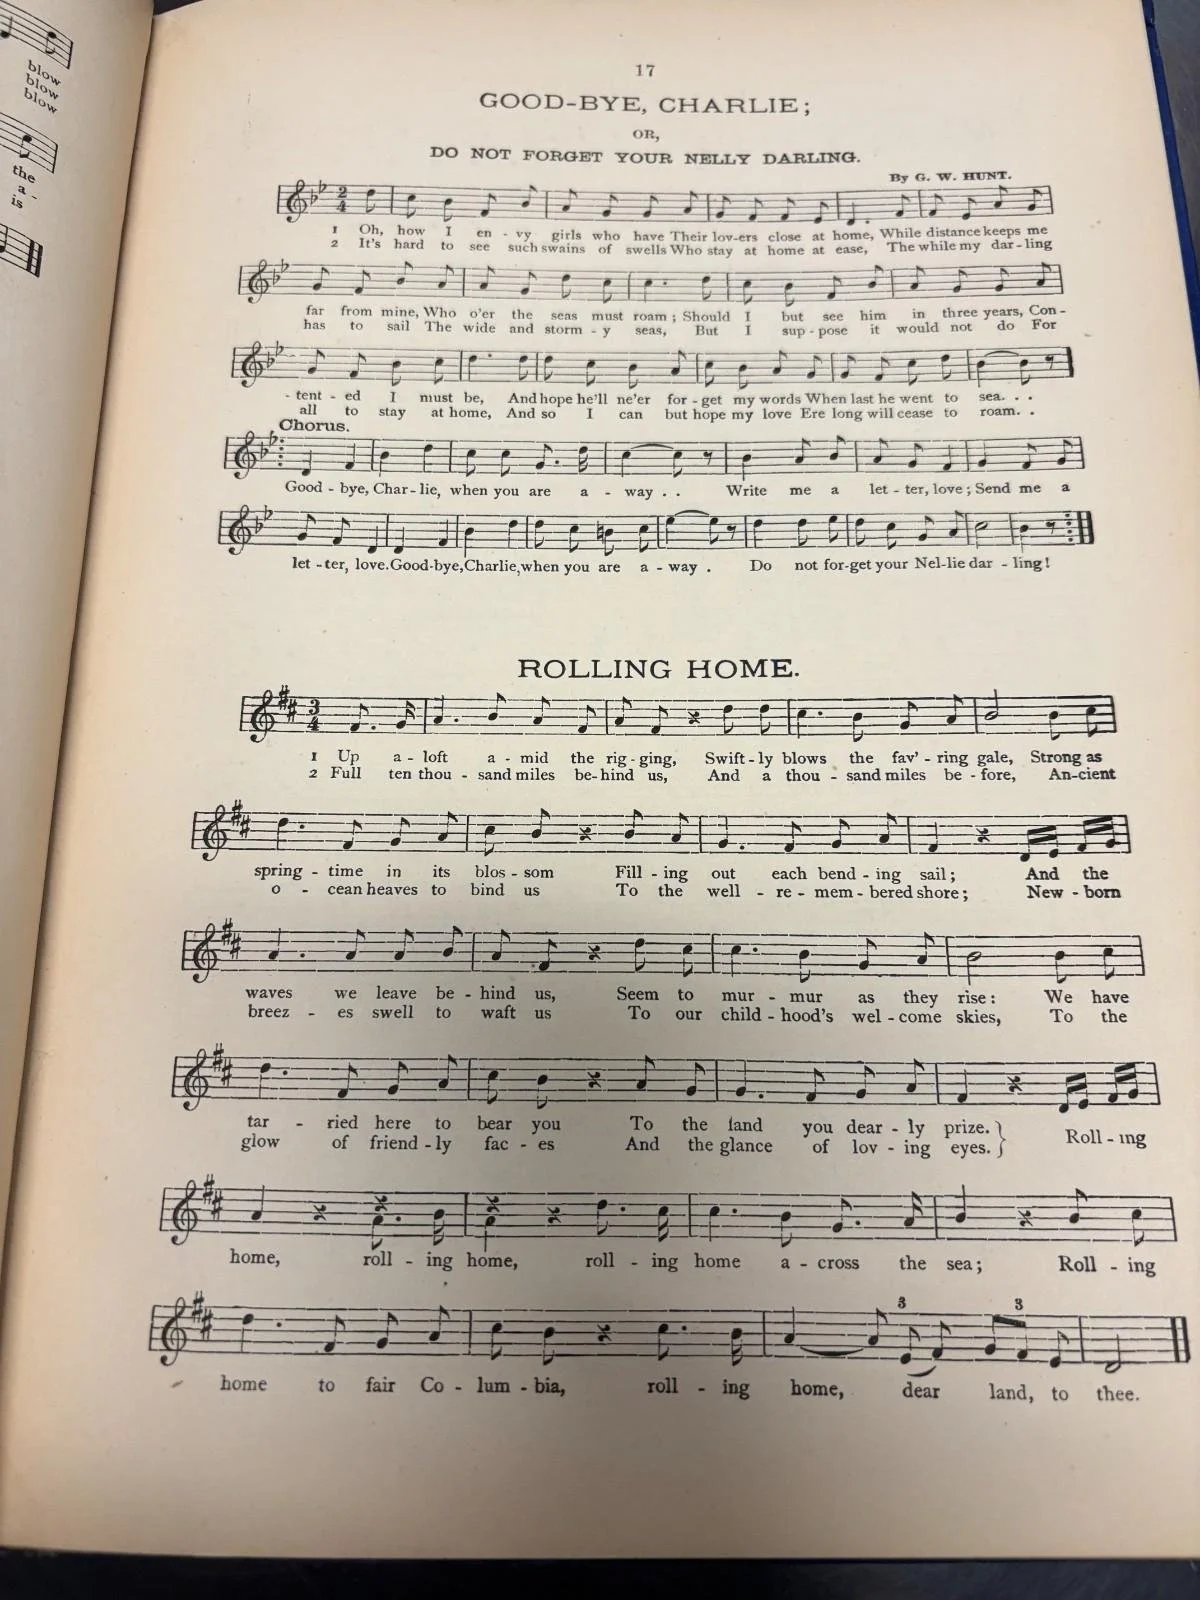 blow
blow
blow
the
a -
is
17
GOOD-BYE, CHARLIE;
OR,
DO NOT FORGET YOUR NELLY DARLING.
By G. W. HUNT.
2
4
1 Oh, how I en - vy girls who have Their lov-ers close at home, While distance keeps me
2 It's hard to see such swains of swells Who stay at home at ease, The while my dar - ling
far from mine, Who o'er the seas must roam ; Should I but see him in three years, Con -
has to sail The wide and storm - y seas, But I sup - pose it would not do For
- tent - ed I must be, And hope he'll ne'er for - get my words When last he went to sea. . .
all to stay at home, And so I can but hope my love Ere long will cease to roam. .
Chorus.
Good - bye, Char - lie, when you are a - way . . Write me a let - ter, love ; Send me a
let - ter, love. Good-bye, Charlie, when you are a - way . Do not for-get your Nel-lie dar - ling!
ROLLING HOME.
3
4
1 Up a - loft a - mid the rig - ging, Swift - ly blows the fav' - ring gale, Strong as
2 Full ten thou - sand miles be-hind us, And a thou - sand miles be - fore, An-cient
spring - time in its blos - som Fill - ing out each bend - ing sail; And the
o - cean heaves to bind us To the well - re - mem - bered shore; New - born
waves we leave be - hind us, Seem to mur - mur as they rise: We have
breez - es swell to waft us To our child - hood's wel - come skies, To the
tar - ried here to bear you To the land you dear - ly prize. } Roll - ing
glow of friend - ly fac - es And the glance of lov - ing eyes.
home, roll - ing home, roll - ing home a - cross the sea; Roll - ing
3 3
home to fair Co - lum - bia, roll - ing home, dear land, to thee.